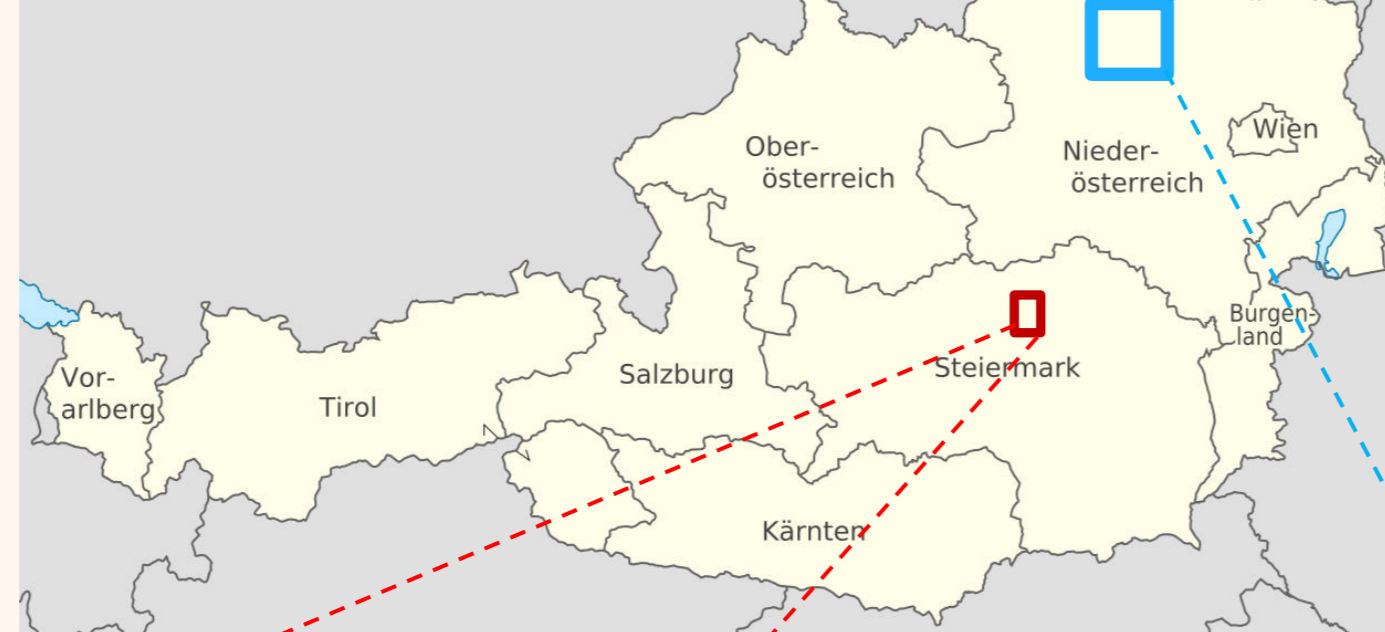 Wien
Ober-
österreich
Nieder-
österreich
Burgen-
land
Steiermark
Salzburg
Vor-
arlberg
Tirol
Kärnten